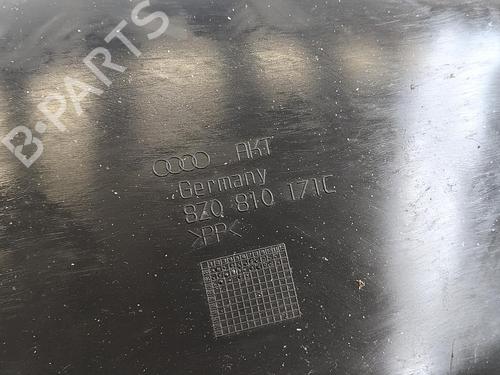 B-PARTS
AKT
Germany
8Z0 810 171C
>PP<